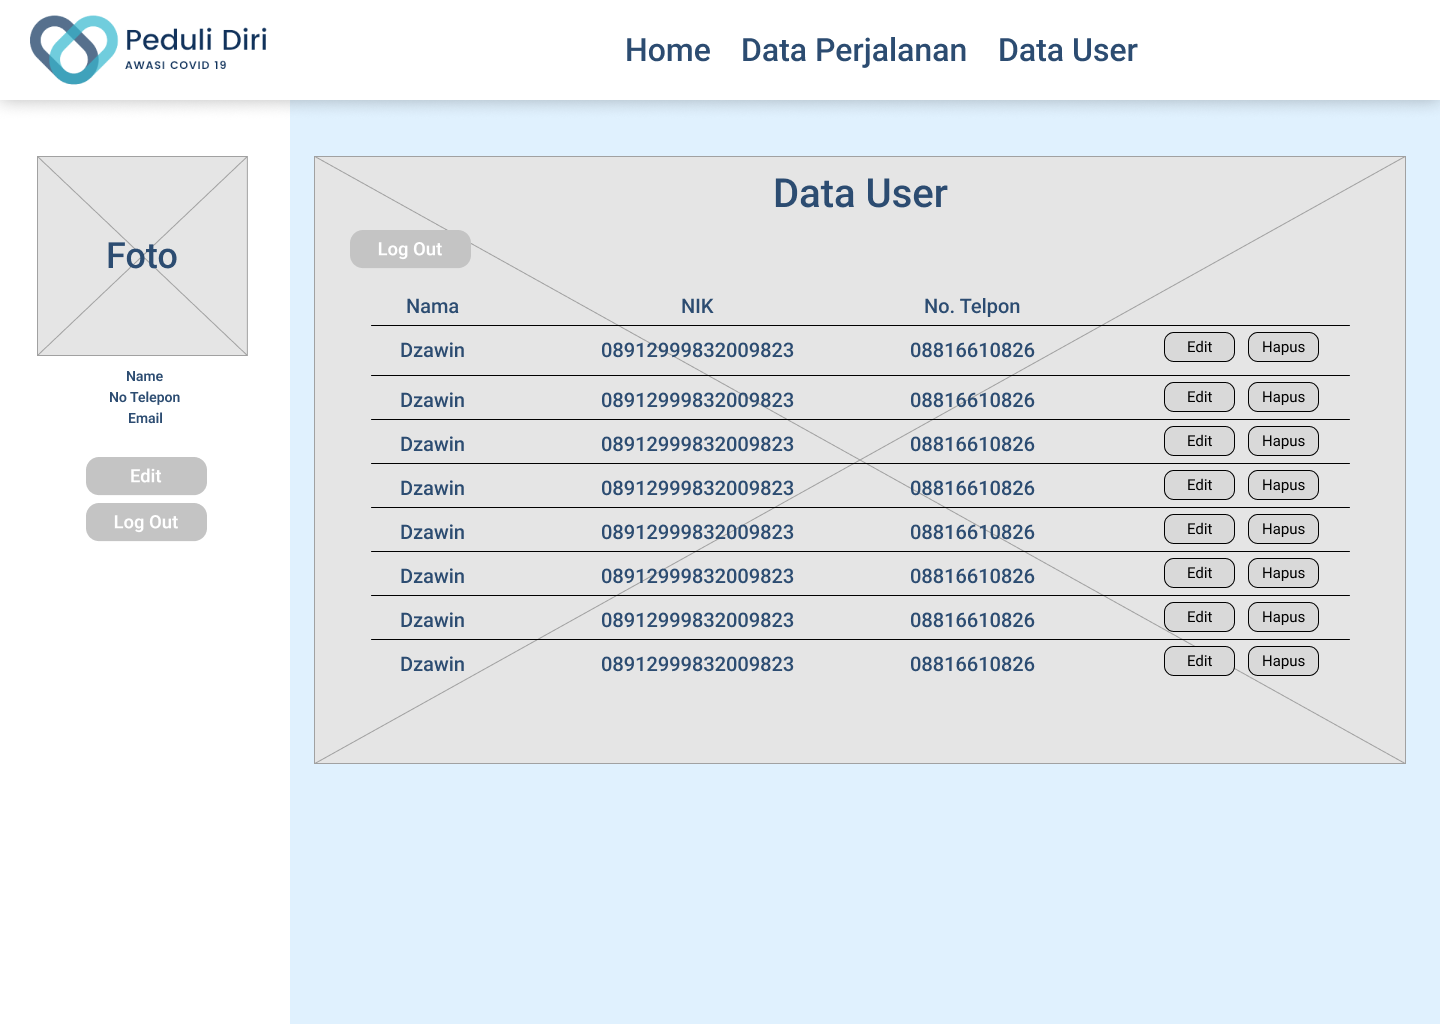 Peduli Diri
AWASI COVID 19
Home Data Perjalanan Data User
Foto
Name
No Telepon
Email
Edit
Log Out
Data User
Log Out
Nama NIK No. Telpon
Dzawin 08912999832009823 08816610826 Edit Hapus
Dzawin 08912999832009823 08816610826 Edit Hapus
Dzawin 08912999832009823 08816610826 Edit Hapus
Dzawin 08912999832009823 08816610826 Edit Hapus
Dzawin 08912999832009823 08816610826 Edit Hapus
Dzawin 08912999832009823 08816610826 Edit Hapus
Dzawin 08912999832009823 08816610826 Edit Hapus
Dzawin 08912999832009823 08816610826 Edit Hapus